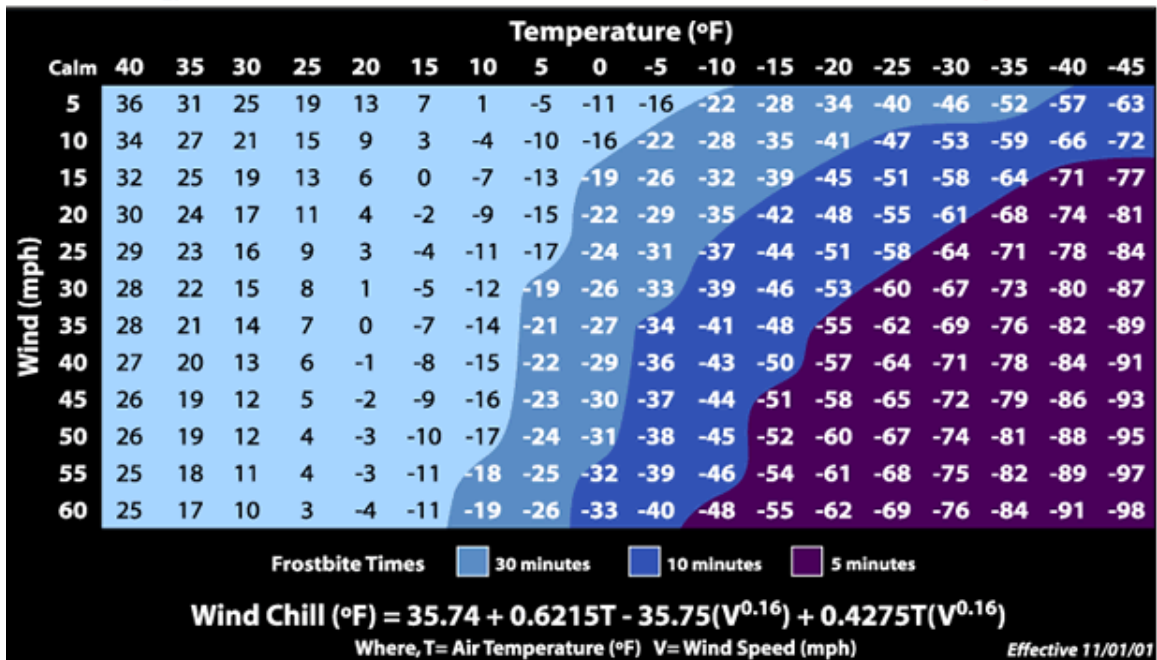 Temperature (ºF)
Calm 40 35 30 25 20 15 10 5 0 -5 -10 -15 -20 -25 -30 -35 -40 -45
5 36 31 25 19 13 7 1 -5 -11 -16 -22 -28 -34 -40 -46 -52 -57 -63
10 34 27 21 15 9 3 -4 -10 -16 -22 -28 -35 -41 -47 -53 -59 -66 -72
15 32 25 19 13 6 0 -7 -13 -19 -26 -32 -39 -45 -51 -58 -64 -71 -77
20 30 24 17 11 4 -2 -9 -15 -22 -29 -35 -42 -48 -55 -61 -68 -74 -81
25 29 23 16 9 3 -4 -11 -17 -24 -31 -37 -44 -51 -58 -64 -71 -78 -84
30 28 22 15 8 1 -5 -12 -19 -26 -33 -39 -46 -53 -60 -67 -73 -80 -87
35 28 21 14 7 0 -7 -14 -21 -27 -34 -41 -48 -55 -62 -69 -76 -82 -89
40 27 20 13 6 -1 -8 -15 -22 -29 -36 -43 -50 -57 -64 -71 -78 -84 -91
45 26 19 12 5 -2 -9 -16 -23 -30 -37 -44 -51 -58 -65 -72 -79 -86 -93
50 26 19 12 4 -3 -10 -17 -24 -31 -38 -45 -52 -60 -67 -74 -81 -88 -95
55 25 18 11 4 -3 -11 -18 -25 -32 -39 -46 -54 -61 -68 -75 -82 -89 -97
60 25 17 10 3 -4 -11 -19 -26 -33 -40 -48 -55 -62 -69 -76 -84 -91 -98
Wind (mph)
Frostbite Times 30 minutes 10 minutes 5 minutes
Wind Chill (ºF) = 35.74 + 0.6215T - 35.75(V^0.16) + 0.4275T(V^0.16)
Where, T= Air Temperature (ºF) V= Wind Speed (mph)
Effective 11/01/01